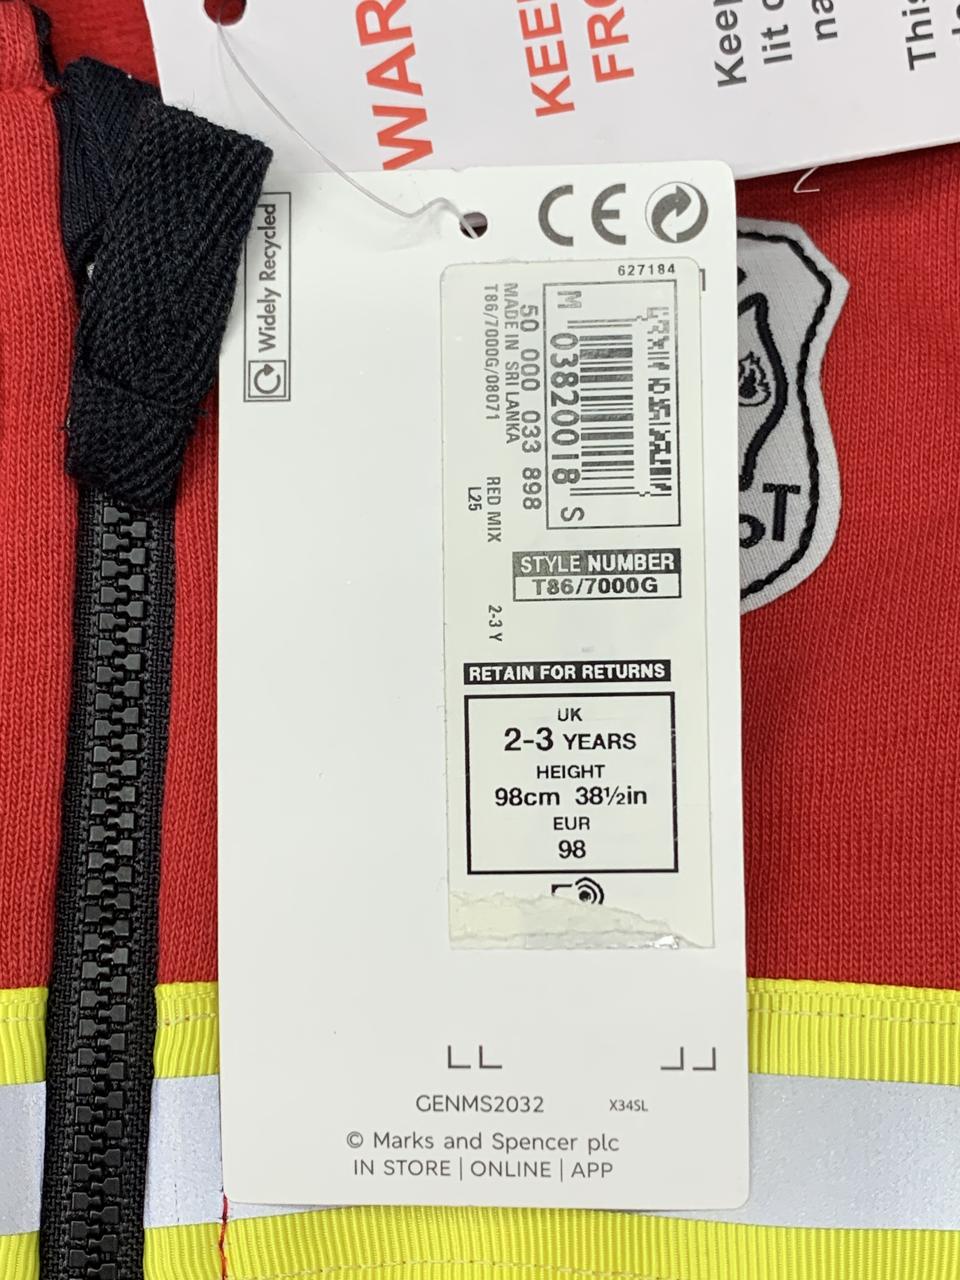 WAR
KEE
Keep
lit o
na
This
Widely Recycled
CE
627184
M 03820018 S
50 000 033 898
MADE IN SRI LANKA
T86/7000G/08071
RED MIX
L25
2-3 Y
STYLE NUMBER
T86/7000G
RETAIN FOR RETURNS
UK
2-3 YEARS
HEIGHT
98cm 38½in
EUR
98
GENMS2032 X34SL
© Marks and Spencer plc
IN STORE | ONLINE | APP